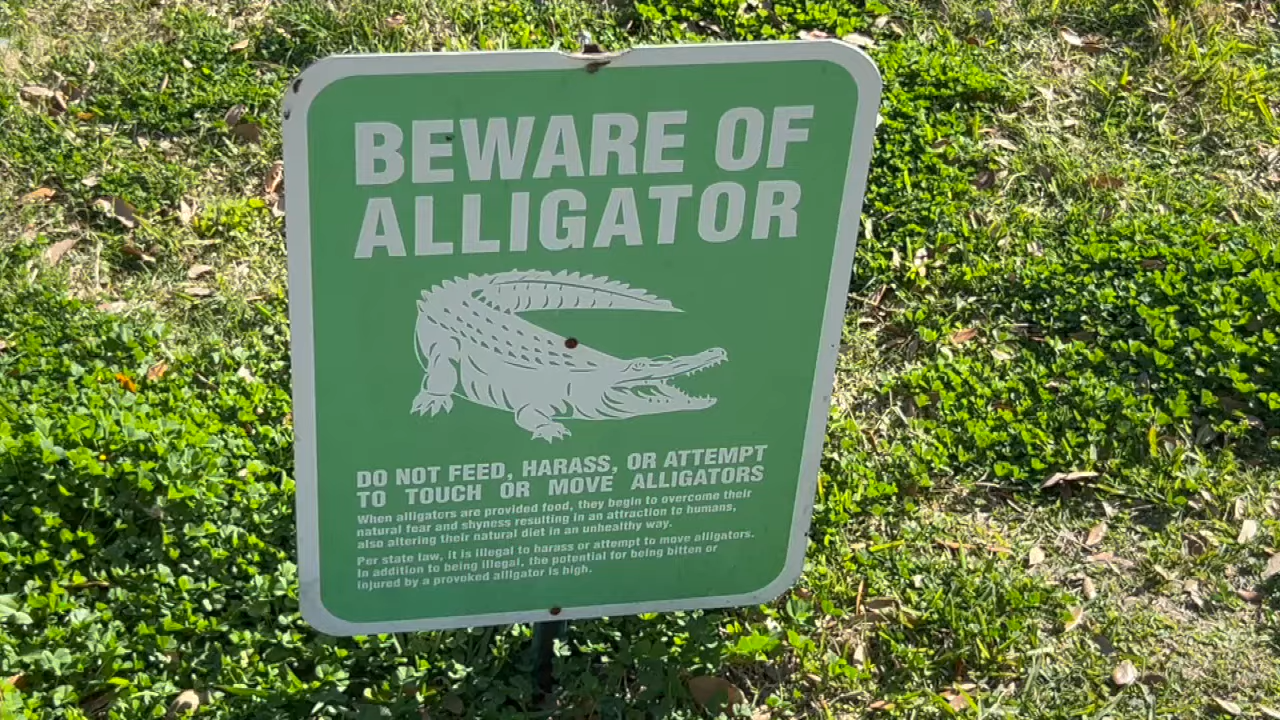 BEWARE OF
ALLIGATOR
DO NOT FEED, HARASS, OR ATTEMPT
TO TOUCH OR MOVE ALLIGATORS
When alligators are provided food, they begin to overcome their
natural fear and shyness resulting in an attraction to humans,
also altering their natural diet in an unhealthy way.
Per state law, it is illegal to harass or attempt to move alligators.
In addition to being illegal, the potential for being bitten or
injured by a provoked alligator is high.